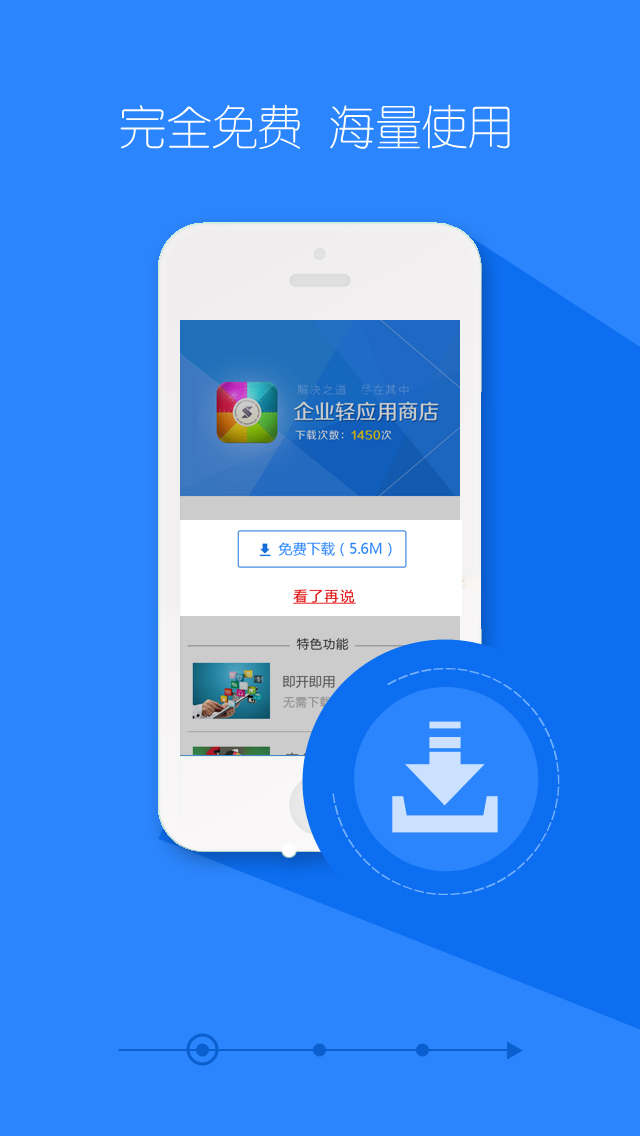 完全免费 海量使用
解决之道 尽在其中
企业轻应用商店
下载次数：1450次
免费下载（5.6M）
看了再说
特色功能
即开即用
无需下载